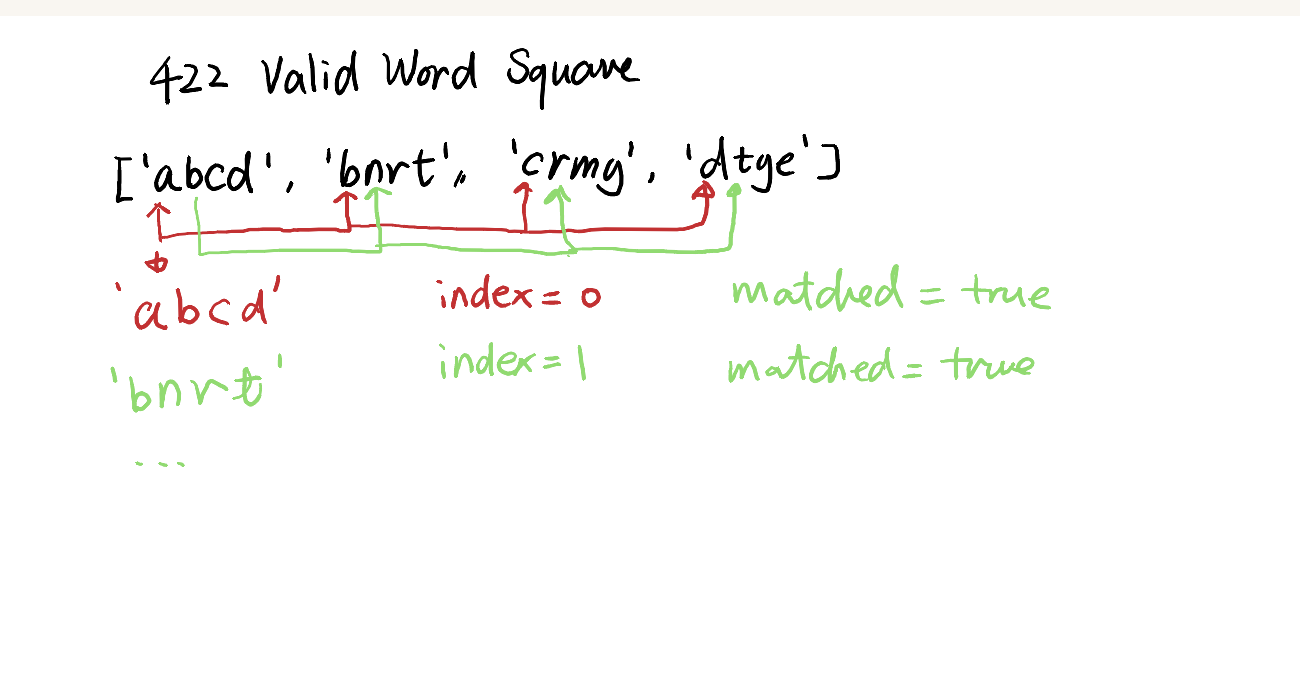 422 Valid Word Square
['abcd', 'bnrt',, 'crmg', 'dtge']
'abcd' index = 0 matched = true
'bnrt' index = 1 matched = true
...